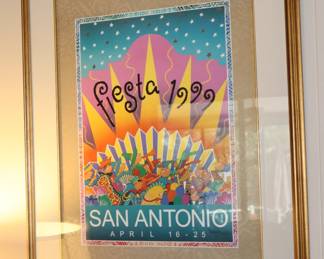 fiesta 1999
SAN ANTONIO
APRIL 16-25